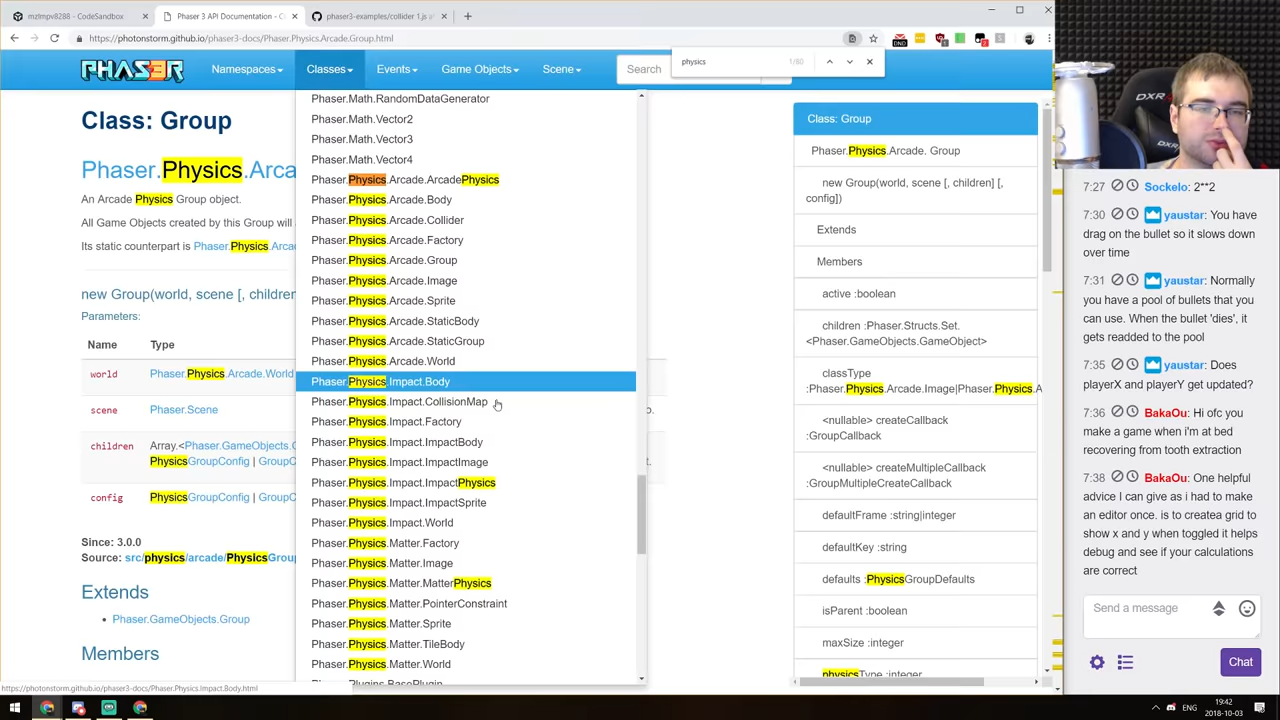 mzlmpv8288 - CodeSandbox
Phaser 3 API Documentation - C
phaser3-examples/collider 1.js at
https://photonstorm.github.io/phaser3-docs/Phaser.Physics.Arcade.Group.html
PHASER
Namespaces
Classes
Events
Game Objects
Scene
Search
physics
1/80
Class: Group
Phaser.Physics.Arca
An Arcade Physics Group object.
All Game Objects created by this Group will
Its static counterpart is Phaser.Physics.Arca
new Group(world, scene [, children
Parameters:
Name Type
world Phaser.Physics.Arcade.World
scene Phaser.Scene
children Array.<Phaser.GameObjects.G
PhysicsGroupConfig | GroupC
config PhysicsGroupConfig | GroupC
Since: 3.0.0
Source: src/physics/arcade/PhysicsGrou
Extends
Phaser.GameObjects.Group
Members
Phaser.Math.RandomDataGenerator
Phaser.Math.Vector2
Phaser.Math.Vector3
Phaser.Math.Vector4
Phaser.Physics.Arcade.ArcadePhysics
Phaser.Physics.Arcade.Body
Phaser.Physics.Arcade.Collider
Phaser.Physics.Arcade.Factory
Phaser.Physics.Arcade.Group
Phaser.Physics.Arcade.Image
Phaser.Physics.Arcade.Sprite
Phaser.Physics.Arcade.StaticBody
Phaser.Physics.Arcade.StaticGroup
Phaser.Physics.Arcade.World
Phaser.Physics.Impact.Body
Phaser.Physics.Impact.CollisionMap
Phaser.Physics.Impact.Factory
Phaser.Physics.Impact.ImpactBody
Phaser.Physics.Impact.ImpactImage
Phaser.Physics.Impact.ImpactPhysics
Phaser.Physics.Impact.ImpactSprite
Phaser.Physics.Impact.World
Phaser.Physics.Matter.Factory
Phaser.Physics.Matter.Image
Phaser.Physics.Matter.MatterPhysics
Phaser.Physics.Matter.PointerConstraint
Phaser.Physics.Matter.Sprite
Phaser.Physics.Matter.TileBody
Phaser.Physics.Matter.World
Phaser.Plugins.BasePlugin
Class: Group
Phaser.Physics.Arcade. Group
new Group(world, scene [, children] [,
config])
Extends
Members
active :boolean
children :Phaser.Structs.Set.
<Phaser.GameObjects.GameObject>
classType
:Phaser.Physics.Arcade.Image|Phaser.Physics.A
<nullable> createCallback
:GroupCallback
<nullable> createMultipleCallback
:GroupMultipleCreateCallback
defaultFrame :string|integer
defaultKey :string
defaults :PhysicsGroupDefaults
isParent :boolean
maxSize :integer
physicsType :integer
DXR
7:27 Sockelo: 2**2
7:30 yaustar: You have
drag on the bullet so it slows down
over time
7:31 yaustar: Normally
you have a pool of bullets that you
can use. When the bullet 'dies', it
gets readded to the pool
7:35 yaustar: Does
playerX and playerY get updated?
7:36 BakaOu: Hi ofc you
make a game when i'm at bed
recovering from tooth extraction
7:38 BakaOu: One helpful
advice I can give as i had to make
an editor once. is to createa grid to
show x and y when toggled it helps
debug and see if your calculations
are correct
Send a message
Chat
https://photonstorm.github.io/phaser3-docs/Phaser.Physics.Impact.Body.html
ENG
19:42
2018-10-03